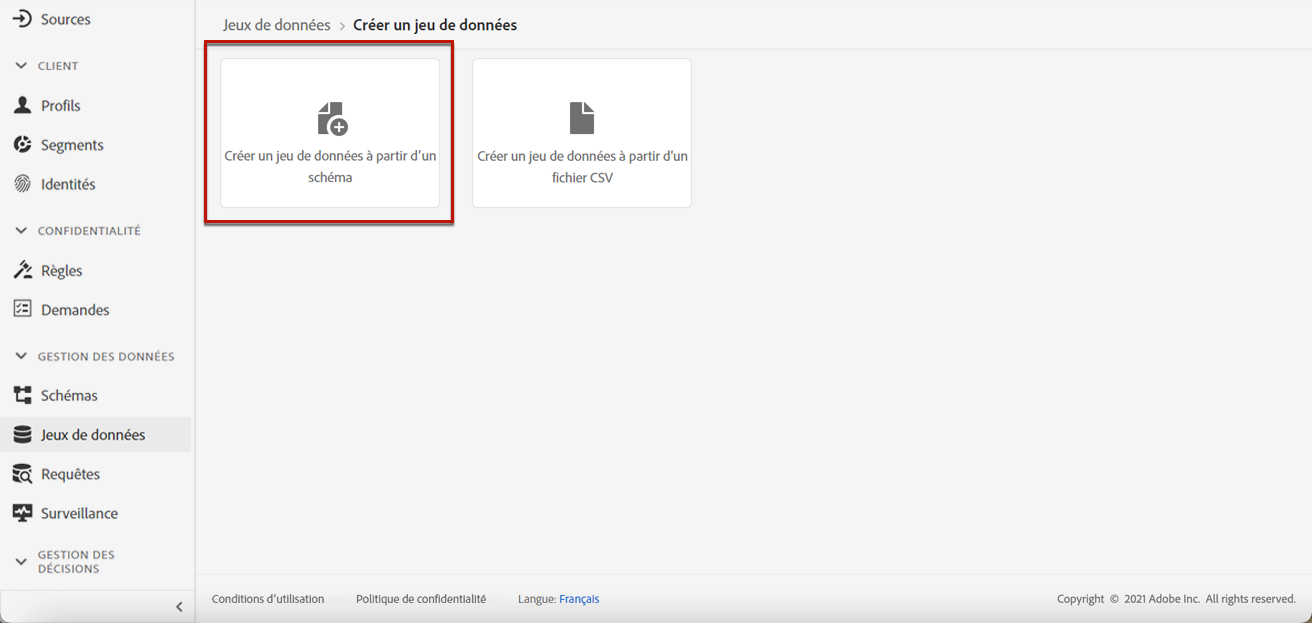 Sources
CLIENT
Profils
Segments
Identités
CONFIDENTIALITÉ
Règles
Demandes
GESTION DES DONNÉES
Schémas
Jeux de données
Requêtes
Surveillance
GESTION DES
DÉCISIONS
Jeux de données > Créer un jeu de données
Créer un jeu de données à partir d'un
schéma
Créer un jeu de données à partir d'un
fichier CSV
Conditions d'utilisation Politique de confidentialité Langue: Français Copyright © 2021 Adobe Inc. All rights reserved.